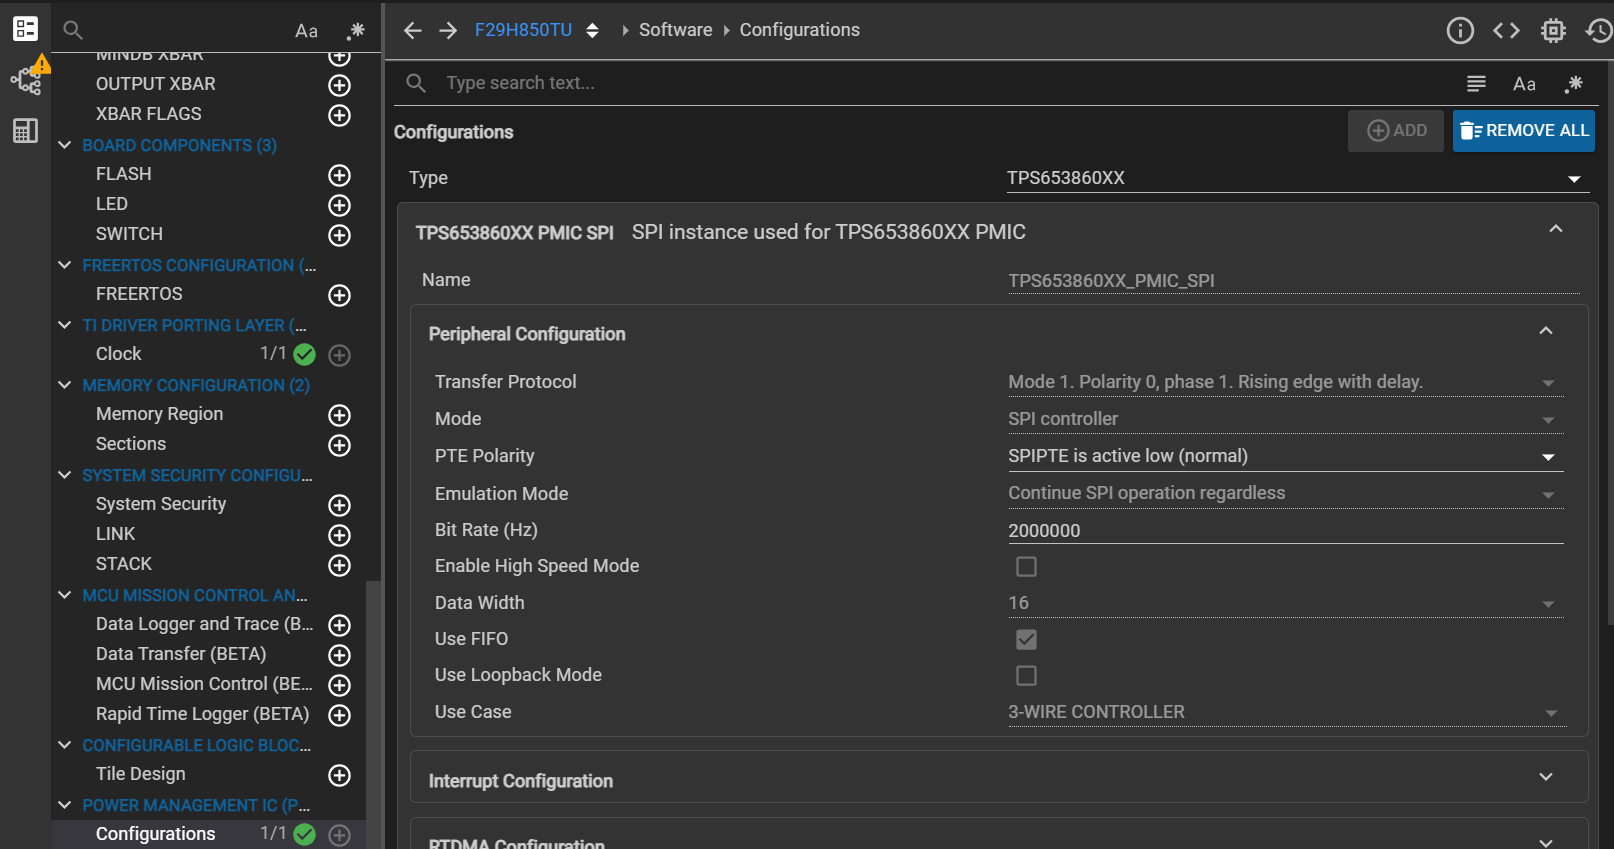 Aa
MINDB XBAR
OUTPUT XBAR
XBAR FLAGS
BOARD COMPONENTS (3)
FLASH
LED
SWITCH
FREERTOS CONFIGURATION (...
FREERTOS
TI DRIVER PORTING LAYER (...
Clock 1/1
MEMORY CONFIGURATION (2)
Memory Region
Sections
SYSTEM SECURITY CONFIGU...
System Security
LINK
STACK
MCU MISSION CONTROL AN...
Data Logger and Trace (B...
Data Transfer (BETA)
MCU Mission Control (BE...
Rapid Time Logger (BETA)
CONFIGURABLE LOGIC BLOC...
Tile Design
POWER MANAGEMENT IC (P...
Configurations 1/1
F29H850TU Software Configurations
Type search text... Aa
Configurations ADD REMOVE ALL
Type TPS653860XX
TPS653860XX PMIC SPI SPI instance used for TPS653860XX PMIC
Name TPS653860XX_PMIC_SPI
Peripheral Configuration
Transfer Protocol Mode 1. Polarity 0, phase 1. Rising edge with delay.
Mode SPI controller
PTE Polarity SPIPTE is active low (normal)
Emulation Mode Continue SPI operation regardless
Bit Rate (Hz) 2000000
Enable High Speed Mode
Data Width 16
Use FIFO
Use Loopback Mode
Use Case 3-WIRE CONTROLLER
Interrupt Configuration
RTDMA Configuration